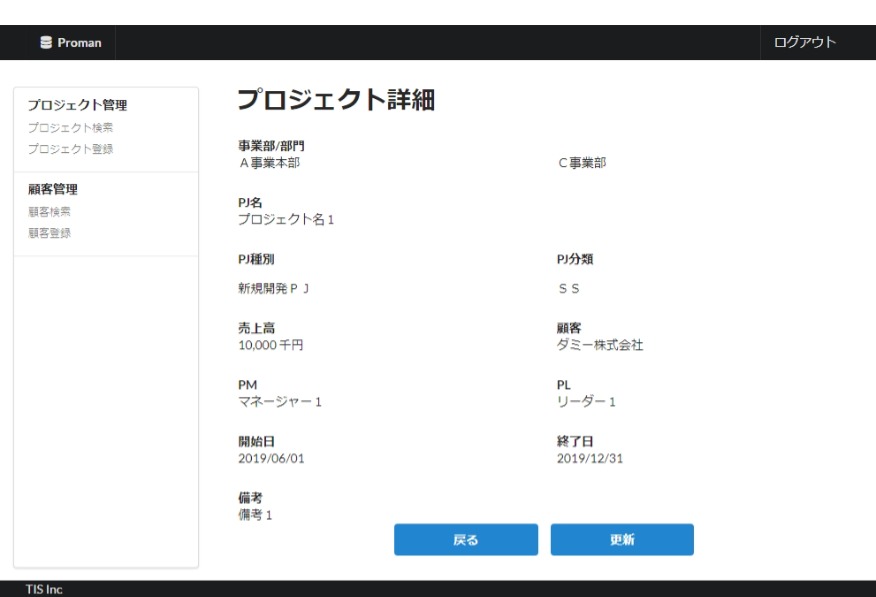 Proman
ログアウト
プロジェクト管理
プロジェクト検索
プロジェクト登録
顧客管理
顧客検索
顧客登録
プロジェクト詳細
事業部/部門
A事業本部 C事業部
PJ名
プロジェクト名1
PJ種別 PJ分類
新規開発PJ SS
売上高 顧客
10,000千円 ダミー株式会社
PM PL
マネージャー1 リーダー1
開始日 終了日
2019/06/01 2019/12/31
備考
備考1
戻る 更新
TIS Inc